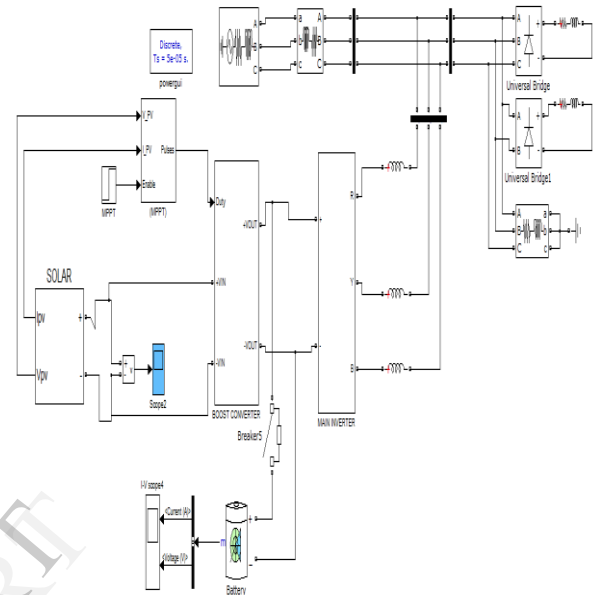 Discrete,
Ts = 5e-05 s.
powergui
A
B
C
a
b
c
A
B
C
A
B
C
+
-
Universal Bridge
A
B
+
-
Universal Bridge1
A
B
C
a
b
c
V_PV
I_PV
Enable
Pulses
(MPPT)
MPPT
Duty
+VIN
-VIN
+VOUT
-VOUT
BOOST CONVERTER
+
-
R
Y
B
MAIN INVERTER
SOLAR
Ipv
Vpv
+
-
+
-
v
Scope2
Breaker5
I-V scope4
<Current (A)>
<Voltage (V)>
m
+
-
Battery